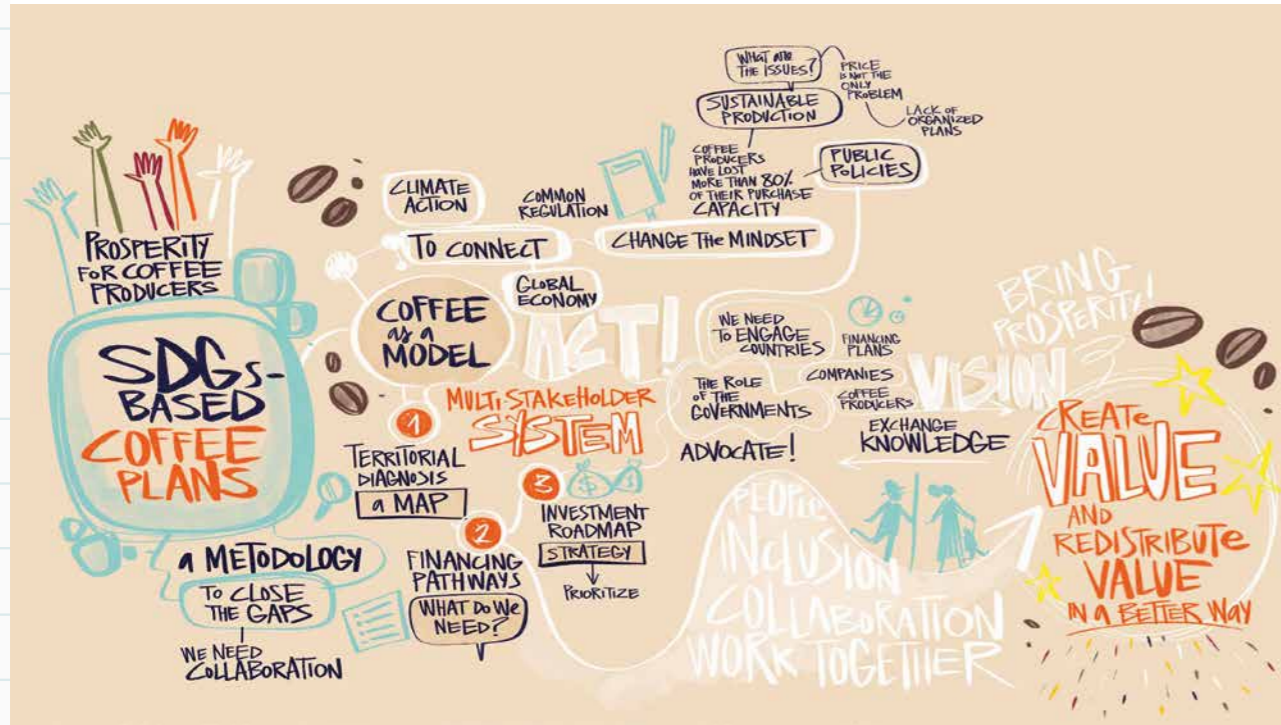 PROSPERITY
FOR COFFEE
PRODUCERS
SDGs-
BASED
COFFEE
PLANS
a METODOLOGY
TO CLOSE
THE GAPS
WE NEED
COLLABORATION
CLIMATE
ACTION
COMMON
REGULATION
TO CONNECT
CHANGE THE MINDSET
GLOBAL
ECONOMY
COFFEE
as a
MODEL
ACT!
MULTISTAKEHOLDER
SYSTEM
1
TERRITORIAL
DIAGNOSIS
a MAP
2
FINANCING
PATHWAYS
WHAT DO WE
NEED?
3
$ $
INVESTMENT
ROADMAP
STRATEGY
PRIORITIZE
WHAT ARE
THE ISSUES?
PRICE
IS NOT THE
ONLY
PROBLEM
LACK OF
ORGANIZED
PLANS
SUSTAINABLE
PRODUCTION
COFFEE
PRODUCERS
HAVE LOST
MORE THAN 80%
OF THEIR PURCHASE
CAPACITY
PUBLIC
POLICIES
WE NEED
TO ENGAGE
COUNTRIES
FINANCING
PLANS
THE ROLE
OF THE
GOVERNMENTS
COMPANIES
COFFEE
PRODUCERS
ADVOCATE!
EXCHANGE
KNOWLEDGE
VISION
BRING
PROSPERITY!
PEOPLE
INCLUSION
COLLABORATION
WORK TOGETHER
CREATE
VALUE
AND
REDISTRIBUTE
VALUE
IN A BETTER WAY